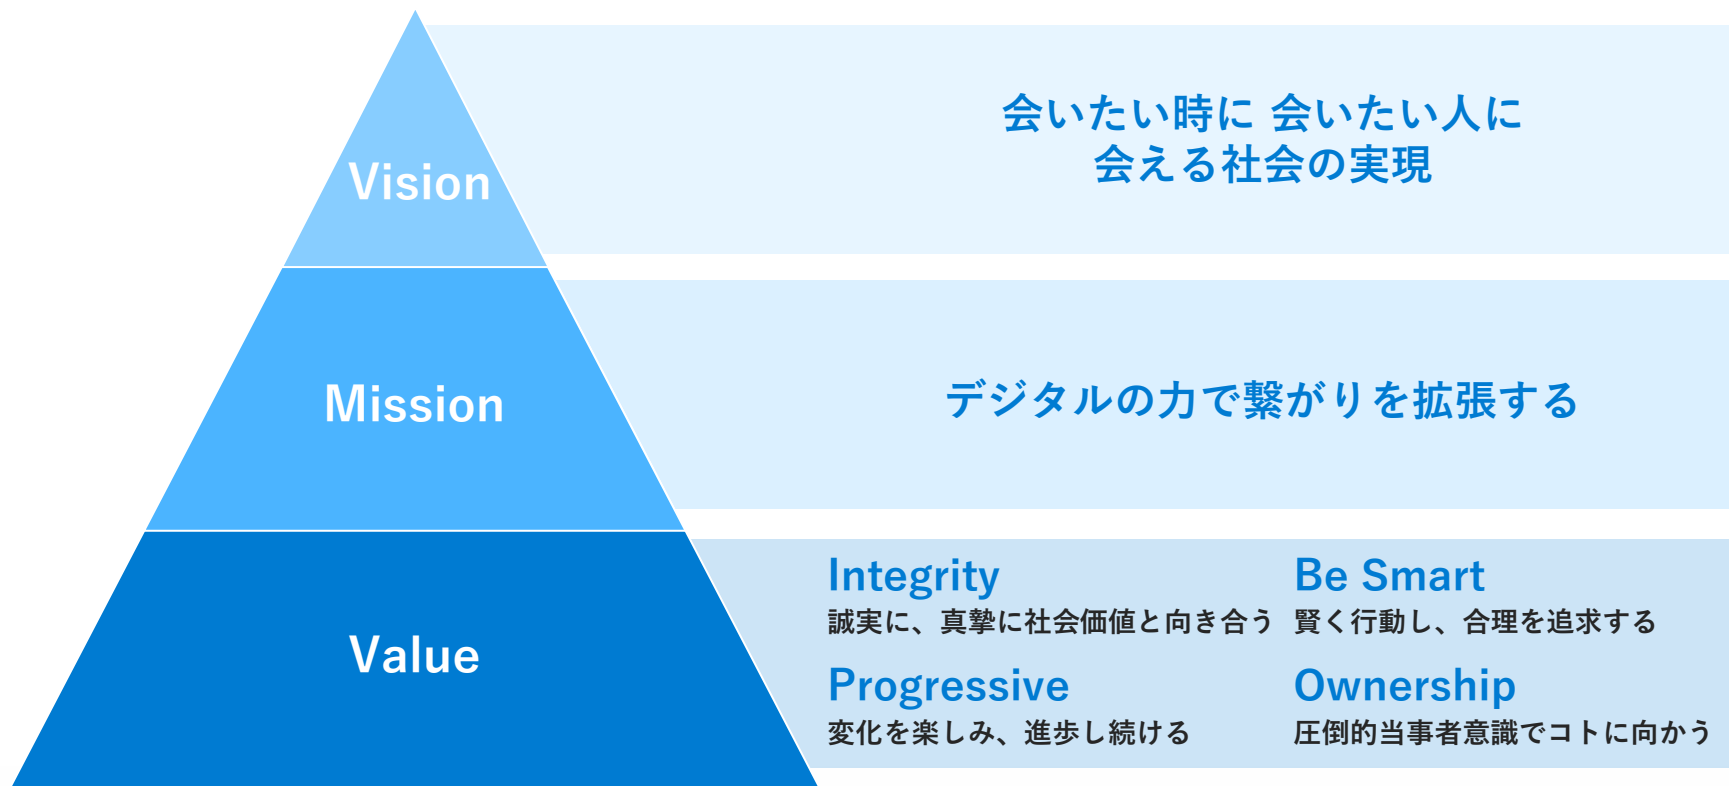 Vision
会いたい時に 会いたい人に
会える社会の実現
Mission
デジタルの力で繋がりを拡張する
Value
Integrity
誠実に、真摯に社会価値と向き合う
Be Smart
賢く行動し、合理を追求する
Progressive
変化を楽しみ、進歩し続ける
Ownership
圧倒的当事者意識でコトに向かう